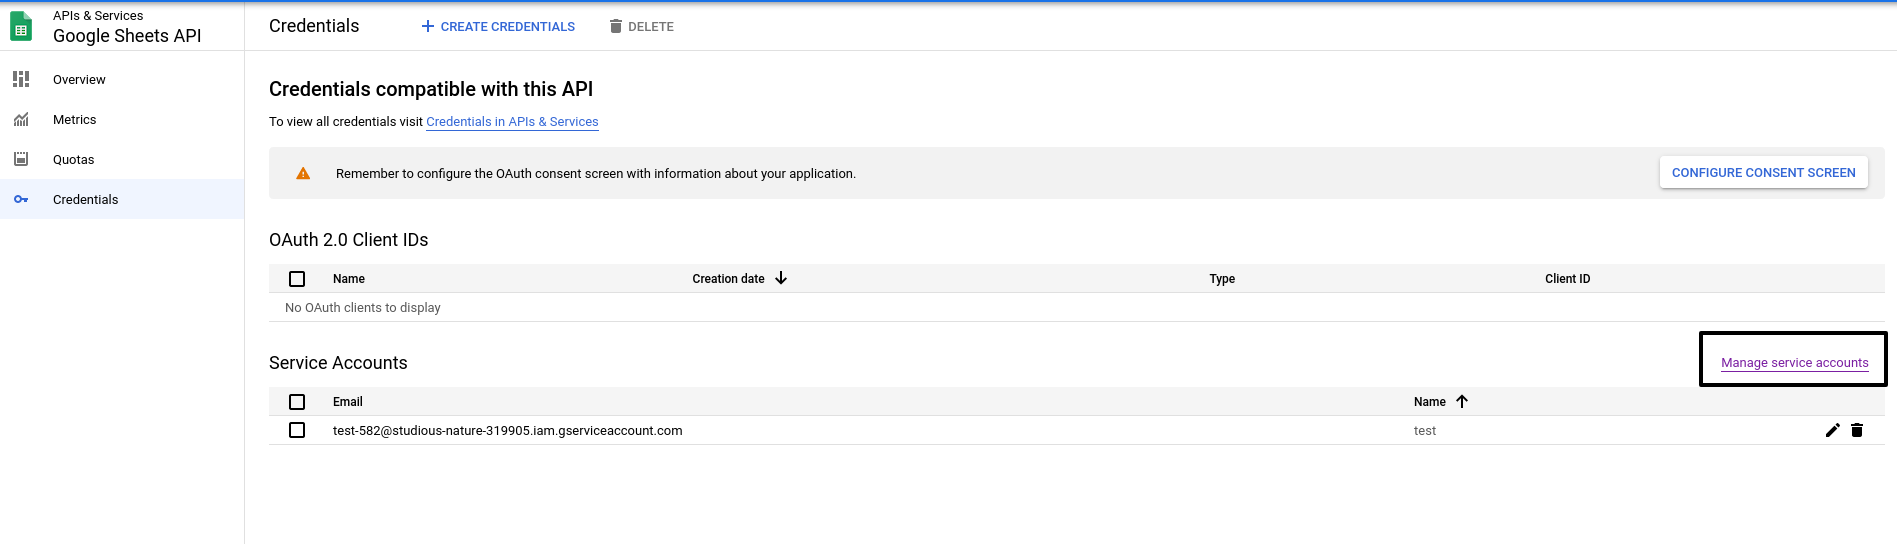 APIs & Services
Google Sheets API
Overview
Metrics
Quotas
Credentials
Credentials
CREATE CREDENTIALS
DELETE
Credentials compatible with this API
To view all credentials visit Credentials in APIs & Services
Remember to configure the OAuth consent screen with information about your application.
CONFIGURE CONSENT SCREEN
OAuth 2.0 Client IDs
Name Creation date Type Client ID
No OAuth clients to display
Service Accounts
Manage service accounts
Email Name
test-582@studious-nature-319905.iam.gserviceaccount.com test